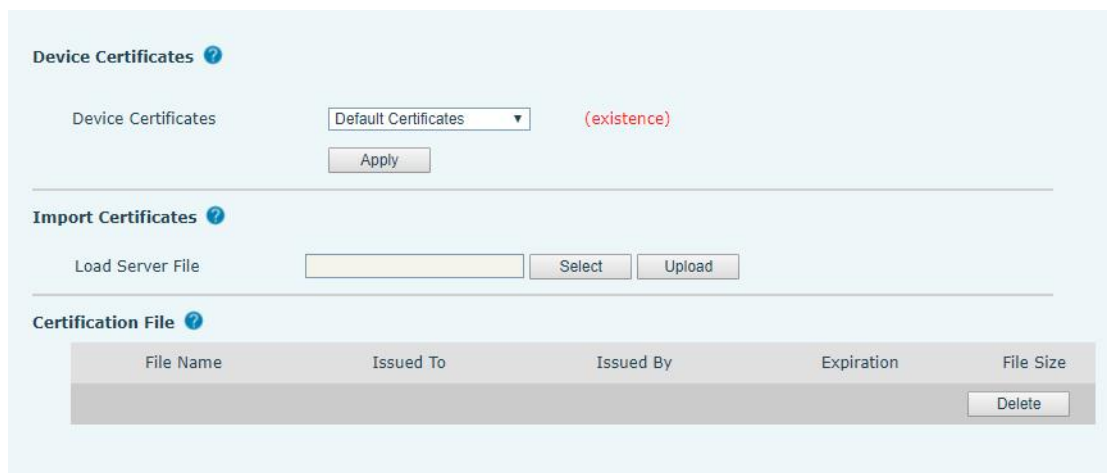 Device Certificates ?
Device Certificates Default Certificates (existence)
Apply
Import Certificates ?
Load Server File Select Upload
Certification File ?
File Name Issued To Issued By Expiration File Size
Delete